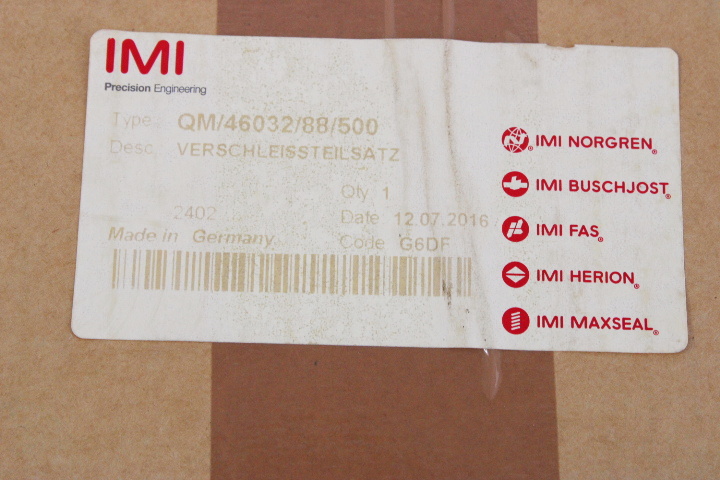 IMI
Precision Engineering
Type QM/46032/88/500
Desc. VERSCHLEISSTEILSATZ
Qty 1
2402
Date 12.07.2016
Made in Germany
Code G6DF
IMI NORGREN®
IMI BUSCHJOST®
IMI FAS®
IMI HERION®
IMI MAXSEAL®